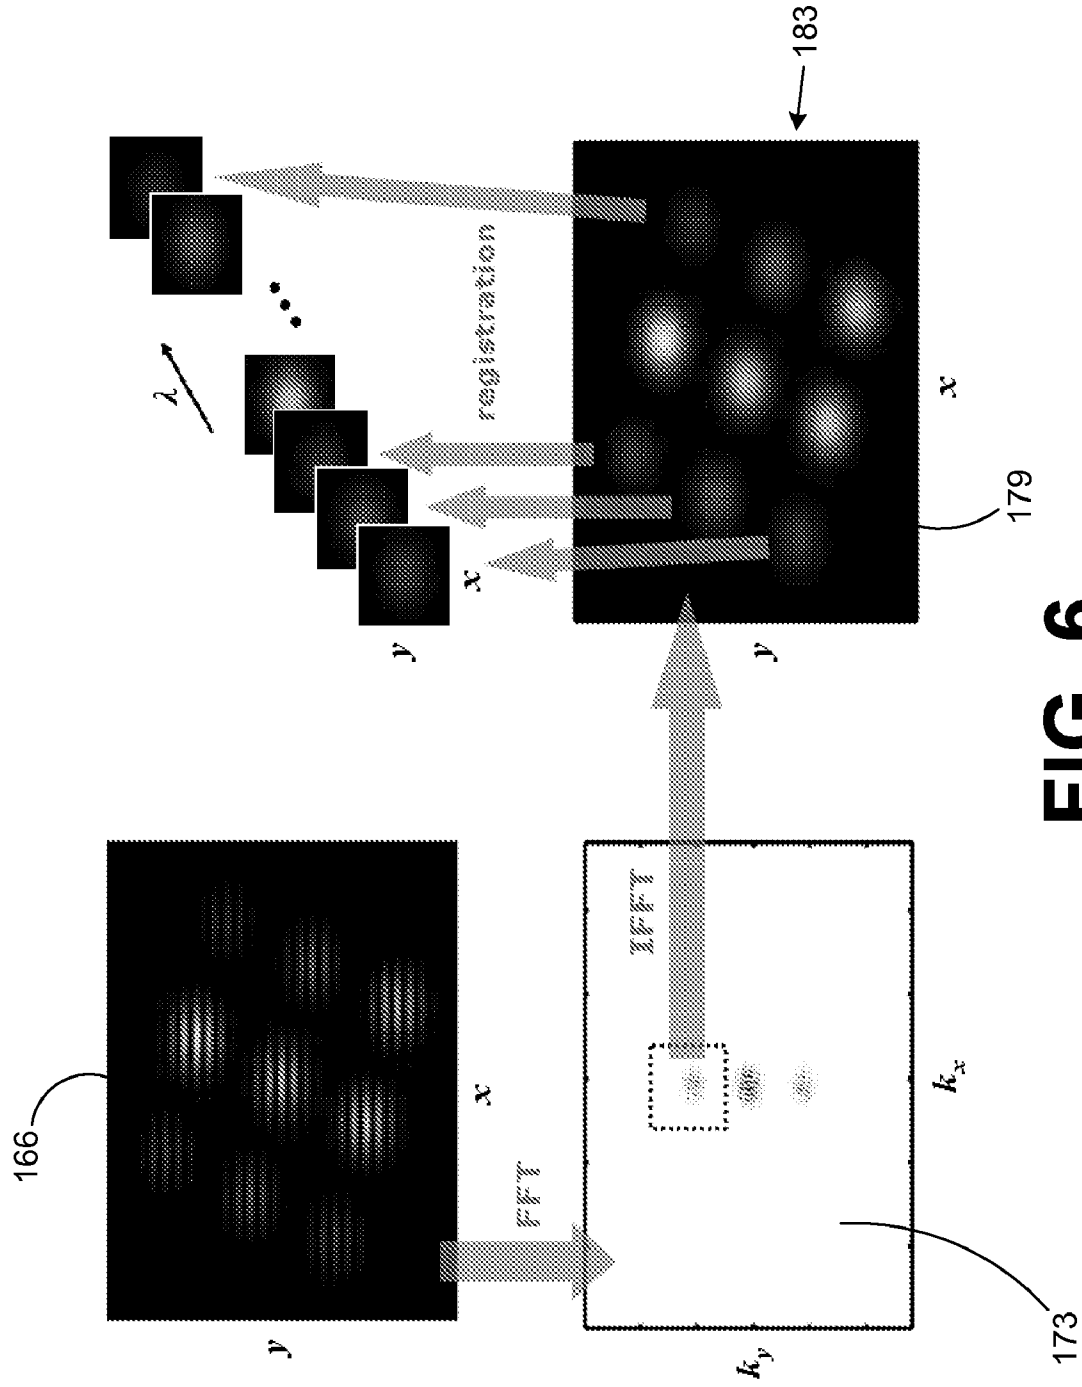 166
y
x
FFT
k_y
k_x
173
IFFT
y
x
179
183
registration
y
x
λ
FIG. 6